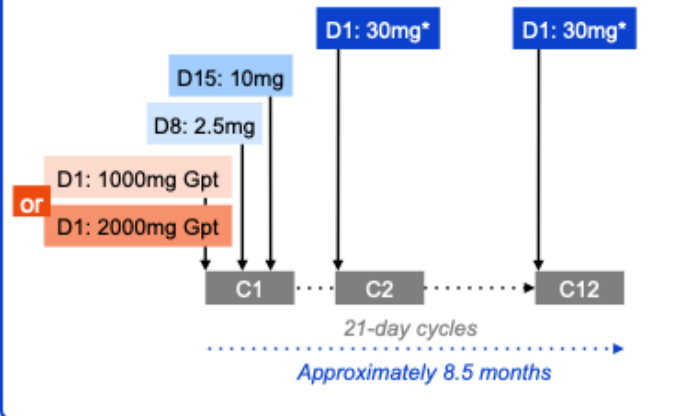 D1: 30mg*
D1: 30mg*
D15: 10mg
D8: 2.5mg
D1: 1000mg Gpt
or
D1: 2000mg Gpt
C1
C2
C12
21-day cycles
Approximately 8.5 months